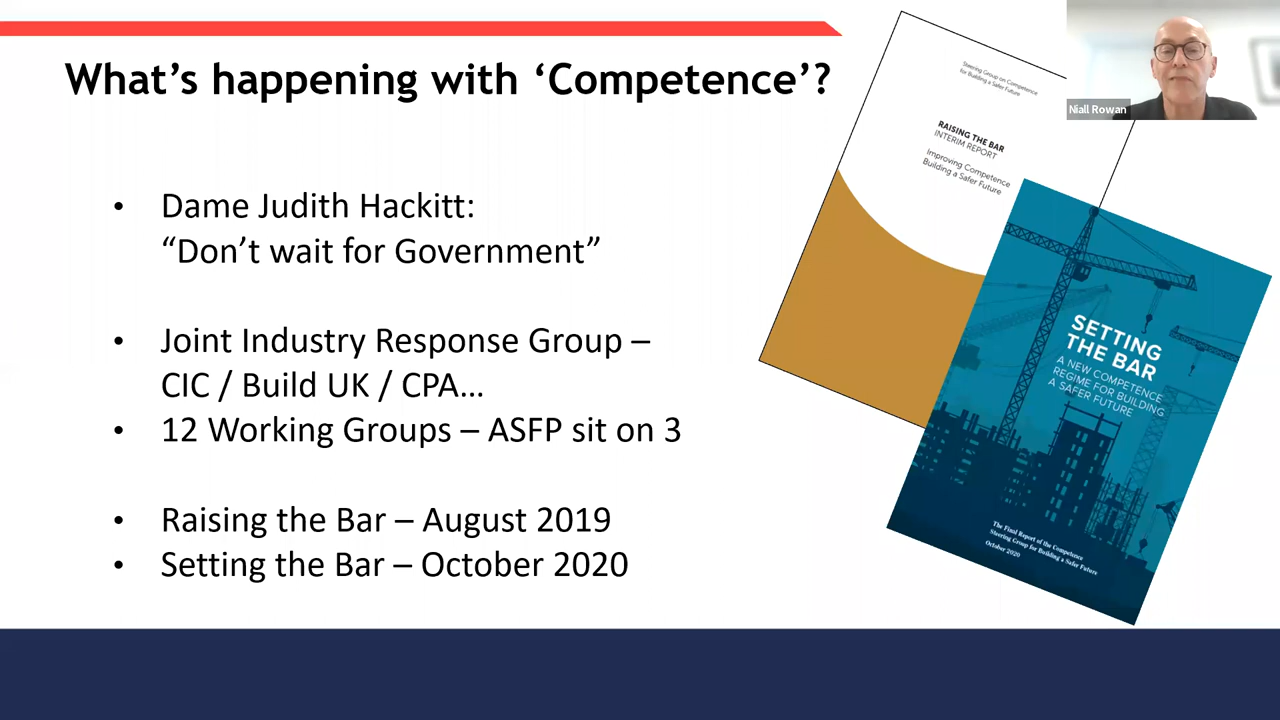 What’s happening with ‘Competence’?
• Dame Judith Hackitt:
“Don’t wait for Government”
• Joint Industry Response Group –
CIC / Build UK / CPA…
• 12 Working Groups – ASFP sit on 3
• Raising the Bar – August 2019
• Setting the Bar – October 2020
Steering Group on Competence
for Building a Safer Future
RAISING THE BAR
INTERIM REPORT
Improving Competence
Building a Safer Future
SETTING
THE BAR
A NEW COMPETENCE
REGIME FOR BUILDING
A SAFER FUTURE
The Final Report of the Competence
Steering Group for Building a Safer Future
October 2020
Niall Rowan